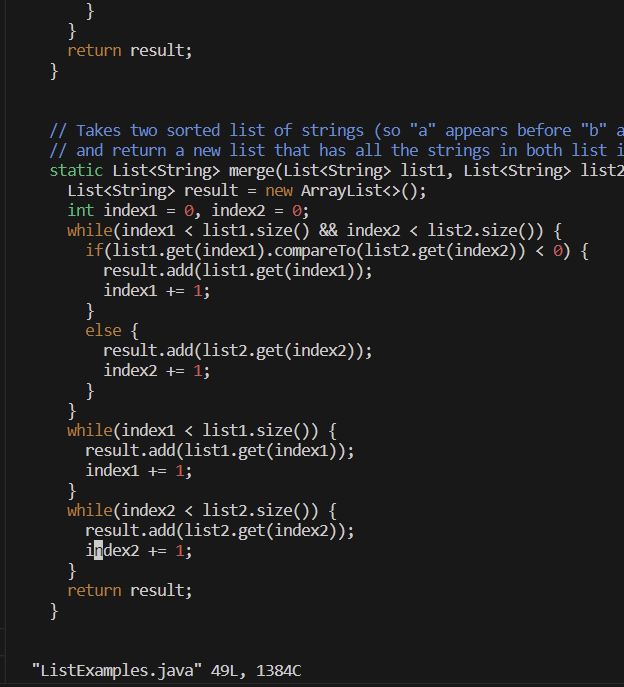 }
    }
    return result;
  }
  // Takes two sorted list of strings (so "a" appears before "b" a
  // and return a new list that has all the strings in both list i
  static List<String> merge(List<String> list1, List<String> list2
    List<String> result = new ArrayList<>();
    int index1 = 0, index2 = 0;
    while(index1 < list1.size() && index2 < list2.size()) {
      if(list1.get(index1).compareTo(list2.get(index2)) < 0) {
        result.add(list1.get(index1));
        index1 += 1;
      }
      else {
        result.add(list2.get(index2));
        index2 += 1;
      }
    }
    while(index1 < list1.size()) {
      result.add(list1.get(index1));
      index1 += 1;
    }
    while(index2 < list2.size()) {
      result.add(list2.get(index2));
      index2 += 1;
    }
    return result;
  }
"ListExamples.java" 49L, 1384C